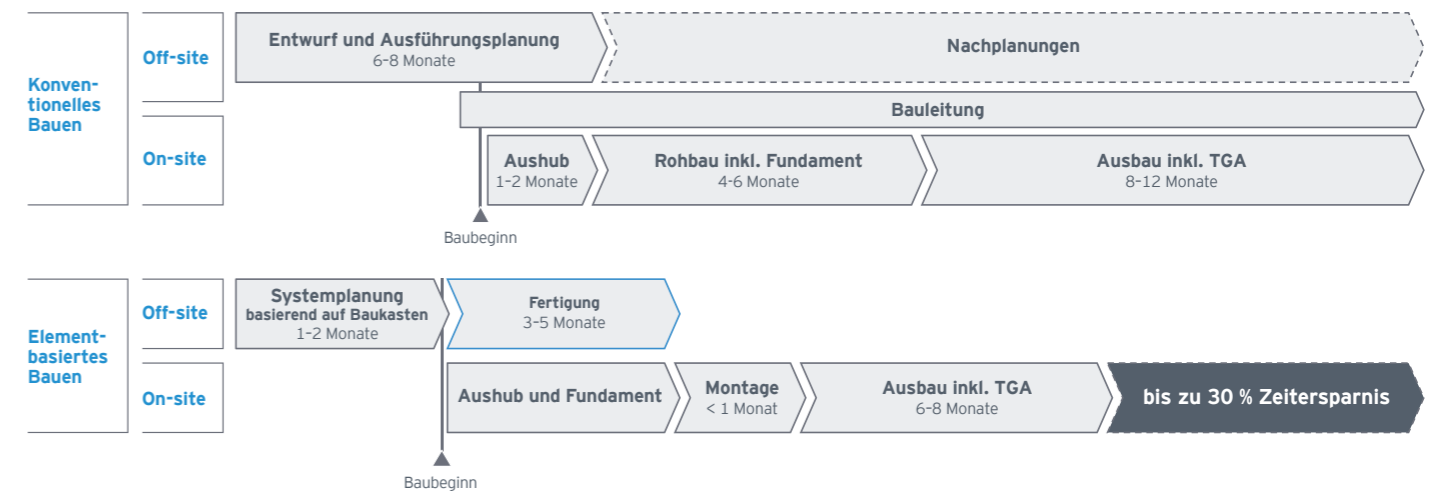 Konven-
tionelles
Bauen
Off-site
Entwurf und Ausführungsplanung
6–8 Monate
Nachplanungen
Bauleitung
On-site
Aushub
1–2 Monate
Rohbau inkl. Fundament
4-6 Monate
Ausbau inkl. TGA
8–12 Monate
Baubeginn
Element-
basiertes
Bauen
Off-site
Systemplanung
basierend auf Baukasten
1–2 Monate
Fertigung
3–5 Monate
On-site
Aushub und Fundament
Montage
< 1 Monat
Ausbau inkl. TGA
6–8 Monate
bis zu 30 % Zeitersparnis
Baubeginn